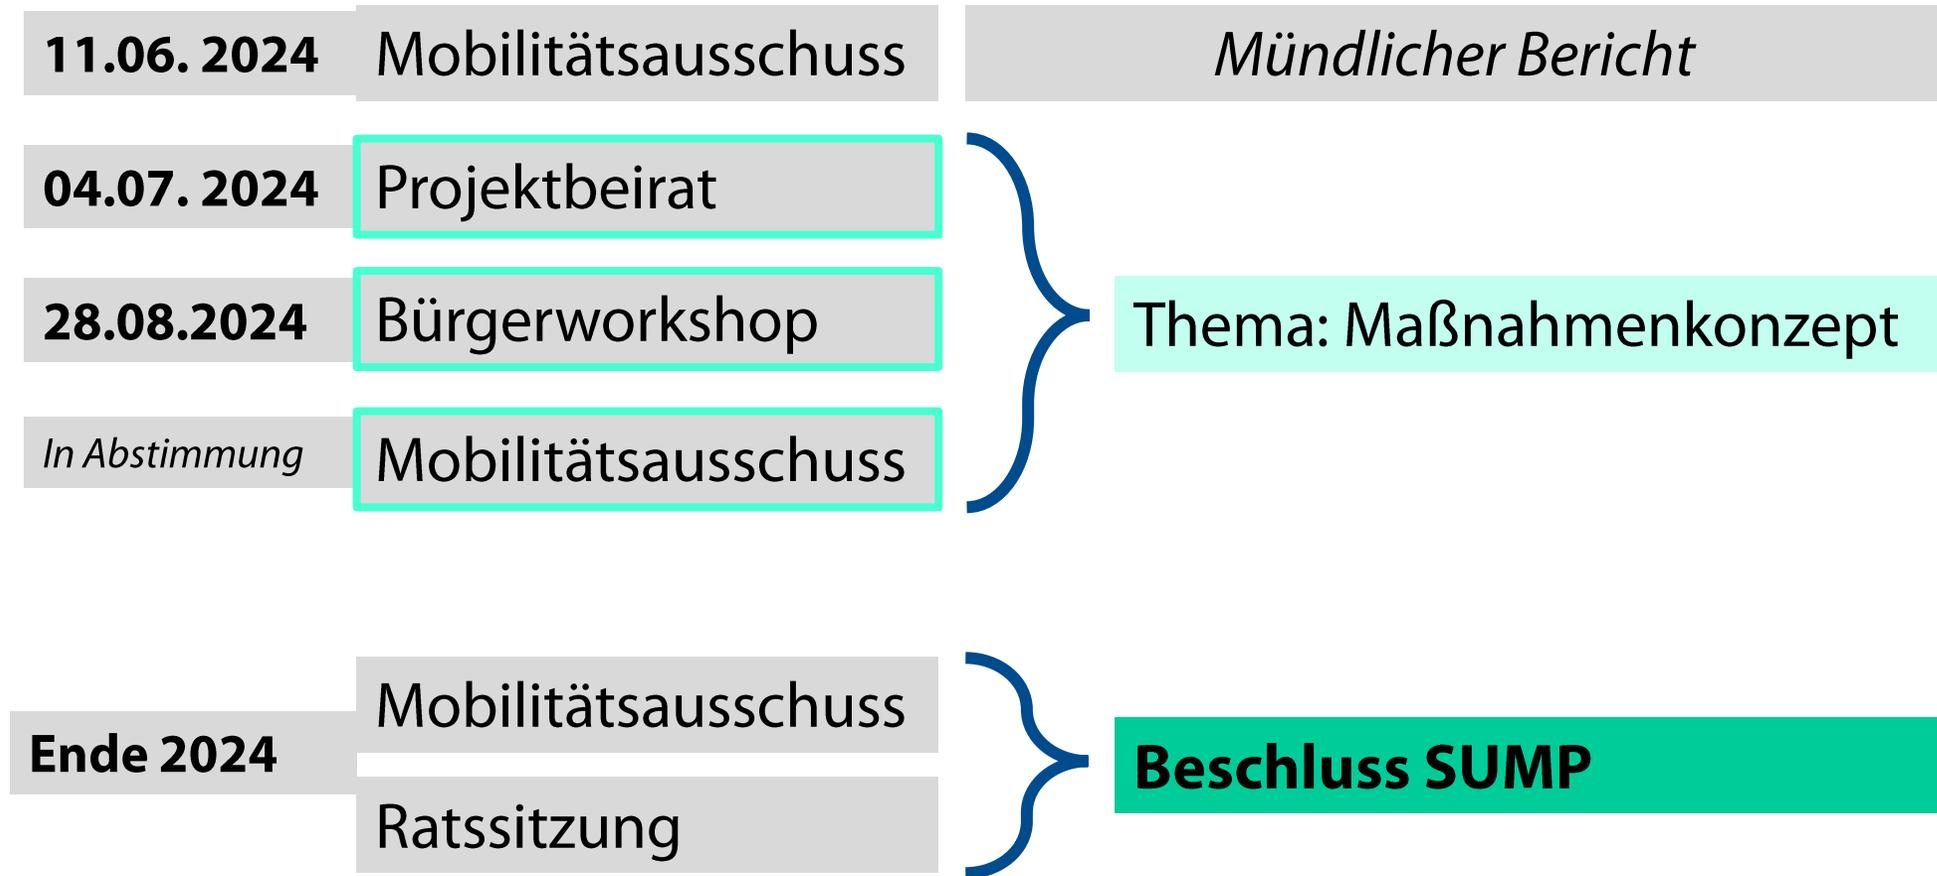 11.06. 2024 Mobilitätsausschuss Mündlicher Bericht
04.07. 2024 Projektbeirat
28.08.2024 Bürgerworkshop
Thema: Maßnahmenkonzept
In Abstimmung Mobilitätsausschuss
Mobilitätsausschuss
Ende 2024
Ratssitzung
Beschluss SUMP